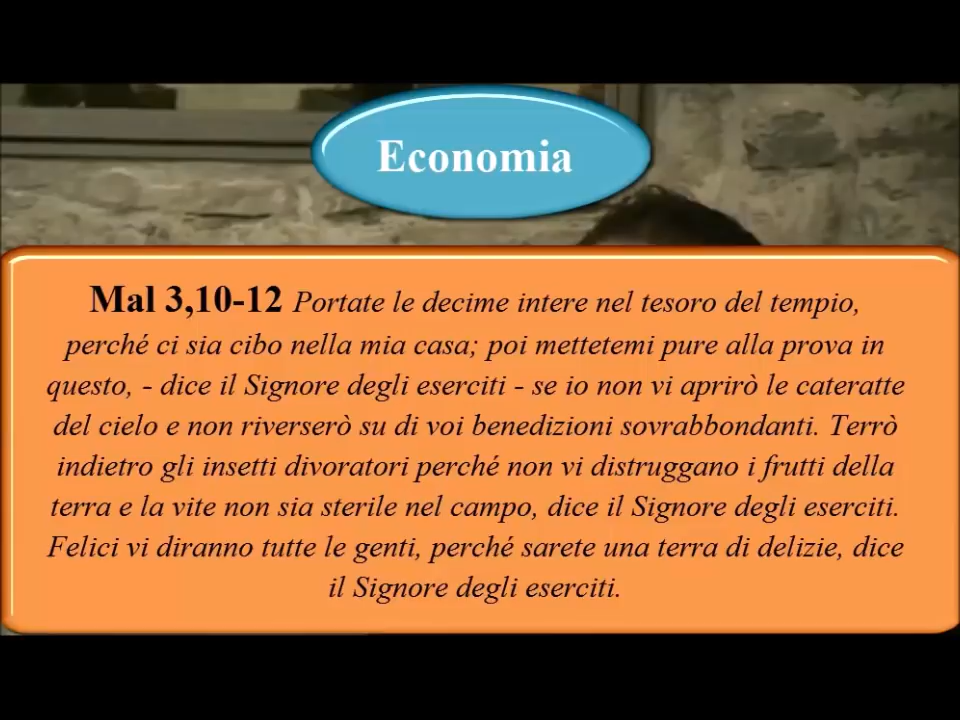 Economia
Mal 3,10-12 Portate le decime intere nel tesoro del tempio,
perché ci sia cibo nella mia casa; poi mettetemi pure alla prova in
questo, - dice il Signore degli eserciti - se io non vi aprirò le cateratte
del cielo e non riverserò su di voi benedizioni sovrabbondanti. Terrò
indietro gli insetti divoratori perché non vi distruggano i frutti della
terra e la vite non sia sterile nel campo, dice il Signore degli eserciti.
Felici vi diranno tutte le genti, perché sarete una terra di delizie, dice
il Signore degli eserciti.